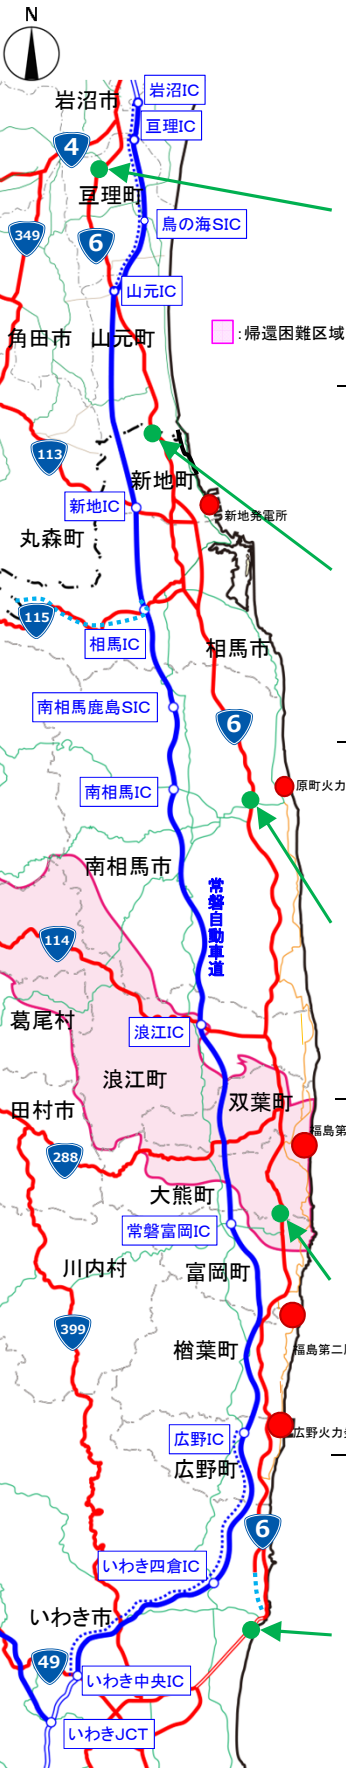 N
岩沼市
岩沼IC
亘理IC
4
亘理町
鳥の海SIC
349
6
山元IC
角田市
山元町
:帰還困難区域
113
新地町
新地IC
新地発電所
丸森町
115
相馬IC
相馬市
南相馬鹿島SIC
6
南相馬IC
原町火力
南相馬市
常磐自動車道
114
葛尾村
浪江IC
浪江町
双葉町
田村市
福島第
288
大熊町
常磐富岡IC
川内村
富岡町
399
福島第二
楢葉町
広野IC
広野火力
広野町
6
いわき四倉IC
いわき市
49
いわき中央IC
いわきJCT